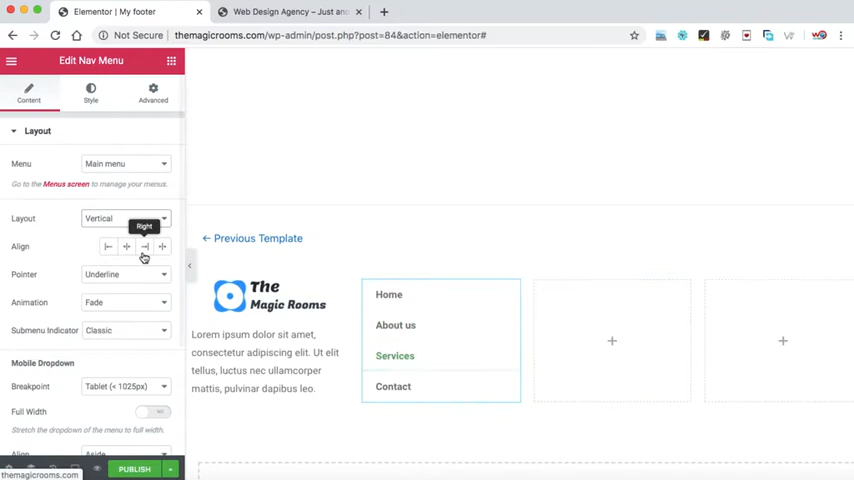 Elementor | My footer
Web Design Agency – Just ano
Not Secure
themagicrooms.com/wp-admin/post.php?post=84&action=elementor#
Edit Nav Menu
Content
Style
Advanced
Layout
Menu
Main menu
Go to the Menus screen to manage your menus.
Layout
Vertical
Right
Align
Pointer
Underline
Animation
Fade
Submenu Indicator
Classic
Mobile Dropdown
Breakpoint
Tablet (< 1025px)
Full Width
NO
Stretch the dropdown of the menu to full width.
Align
Aside
PUBLISH
themagicrooms.com
← Previous Template
The
Magic Rooms
Lorem ipsum dolor sit amet,
consectetur adipiscing elit. Ut elit
tellus, luctus nec ullamcorper
mattis, pulvinar dapibus leo.
Home
About us
Services
Contact